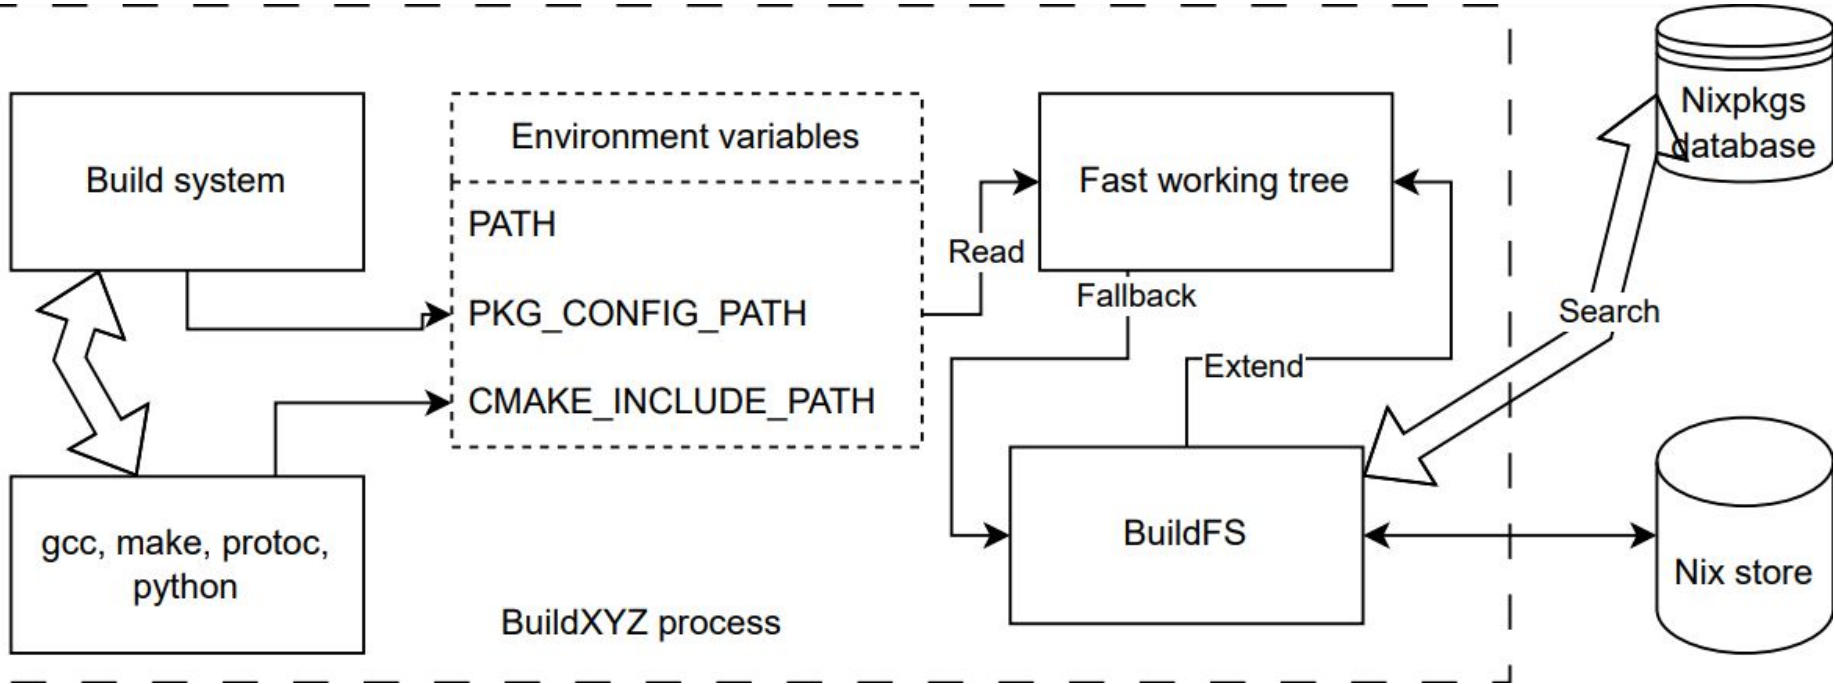 Build system
Environment variables
PATH
PKG_CONFIG_PATH
CMAKE_INCLUDE_PATH
gcc, make, protoc,
python
BuildXYZ process
Read
Fast working tree
Fallback
Extend
BuildFS
Search
Nixpkgs
database
Nix store